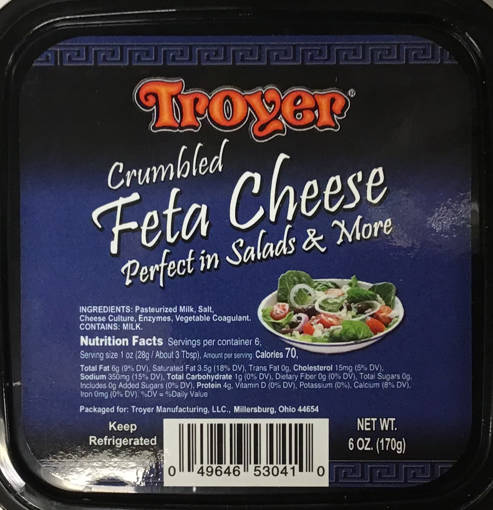 Troyer®
Crumbled
Feta Cheese
Perfect in Salads & More
INGREDIENTS: Pasteurized Milk, Salt,
Cheese Culture, Enzymes, Vegetable Coagulant.
CONTAINS: MILK.
Nutrition Facts Servings per container 6,
Serving size 1 oz (28g / About 3 Tbsp), Amount per serving Calories 70,
Total Fat 6g (9% DV), Saturated Fat 3.5g (18% DV), Trans Fat 0g, Cholesterol 15mg (5% DV),
Sodium 350mg (15% DV), Total Carbohydrate 1g (0% DV), Dietary Fiber 0g (0% DV), Total Sugars 0g,
Includes 0g Added Sugars (0% DV), Protein 4g, Vitamin D (0% DV), Potassium (0%), Calcium (8% DV),
Iron 0mg (0% DV). %DV = %Daily Value
Packaged for: Troyer Manufacturing, LLC., Millersburg, Ohio 44654
Keep
Refrigerated
NET WT.
6 OZ. (170g)
0 49646 53041 0